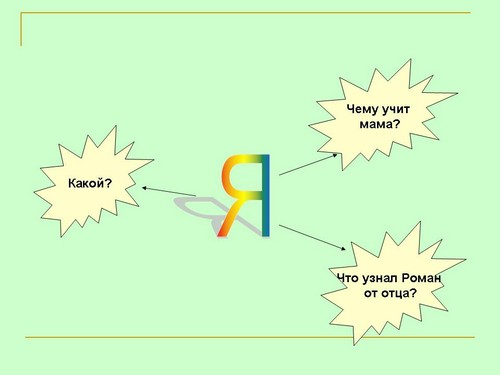 Чему учит
мама?
Какой?
Я
Что узнал Роман
от отца?